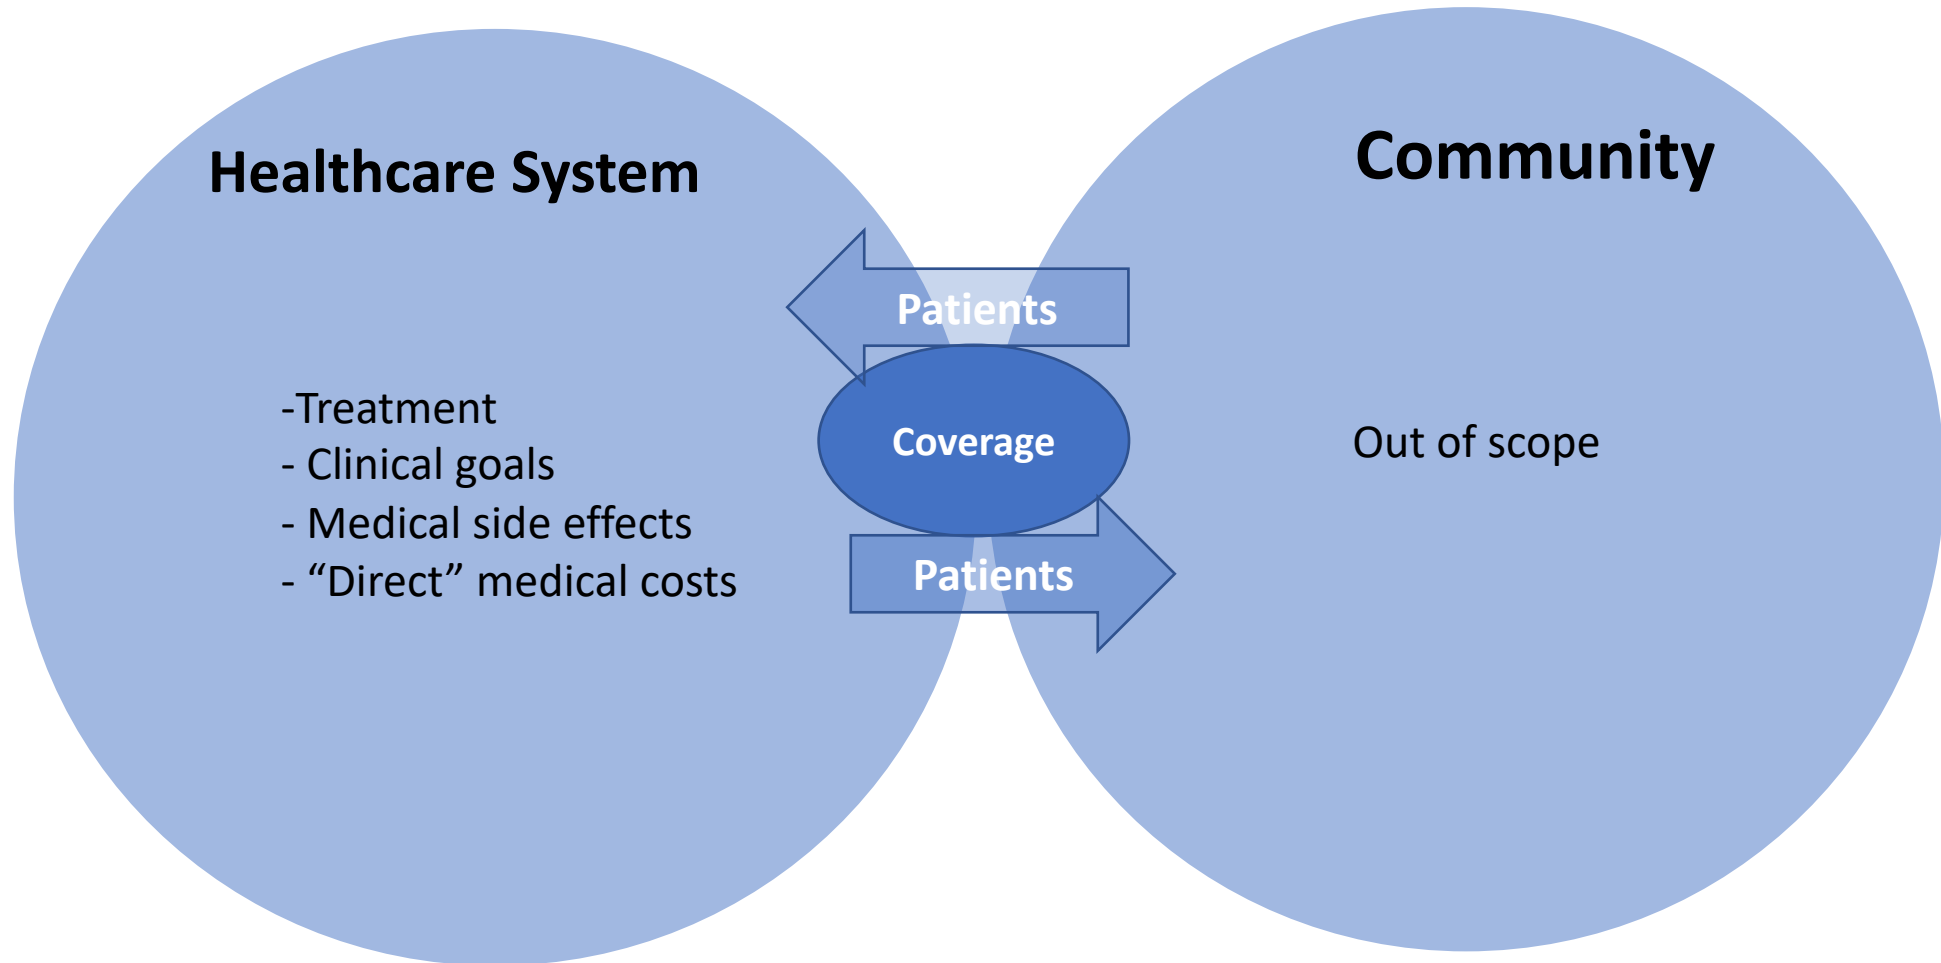 Healthcare System
Community
Patients
-Treatment
- Clinical goals
- Medical side effects
- “Direct” medical costs
Coverage
Out of scope
Patients